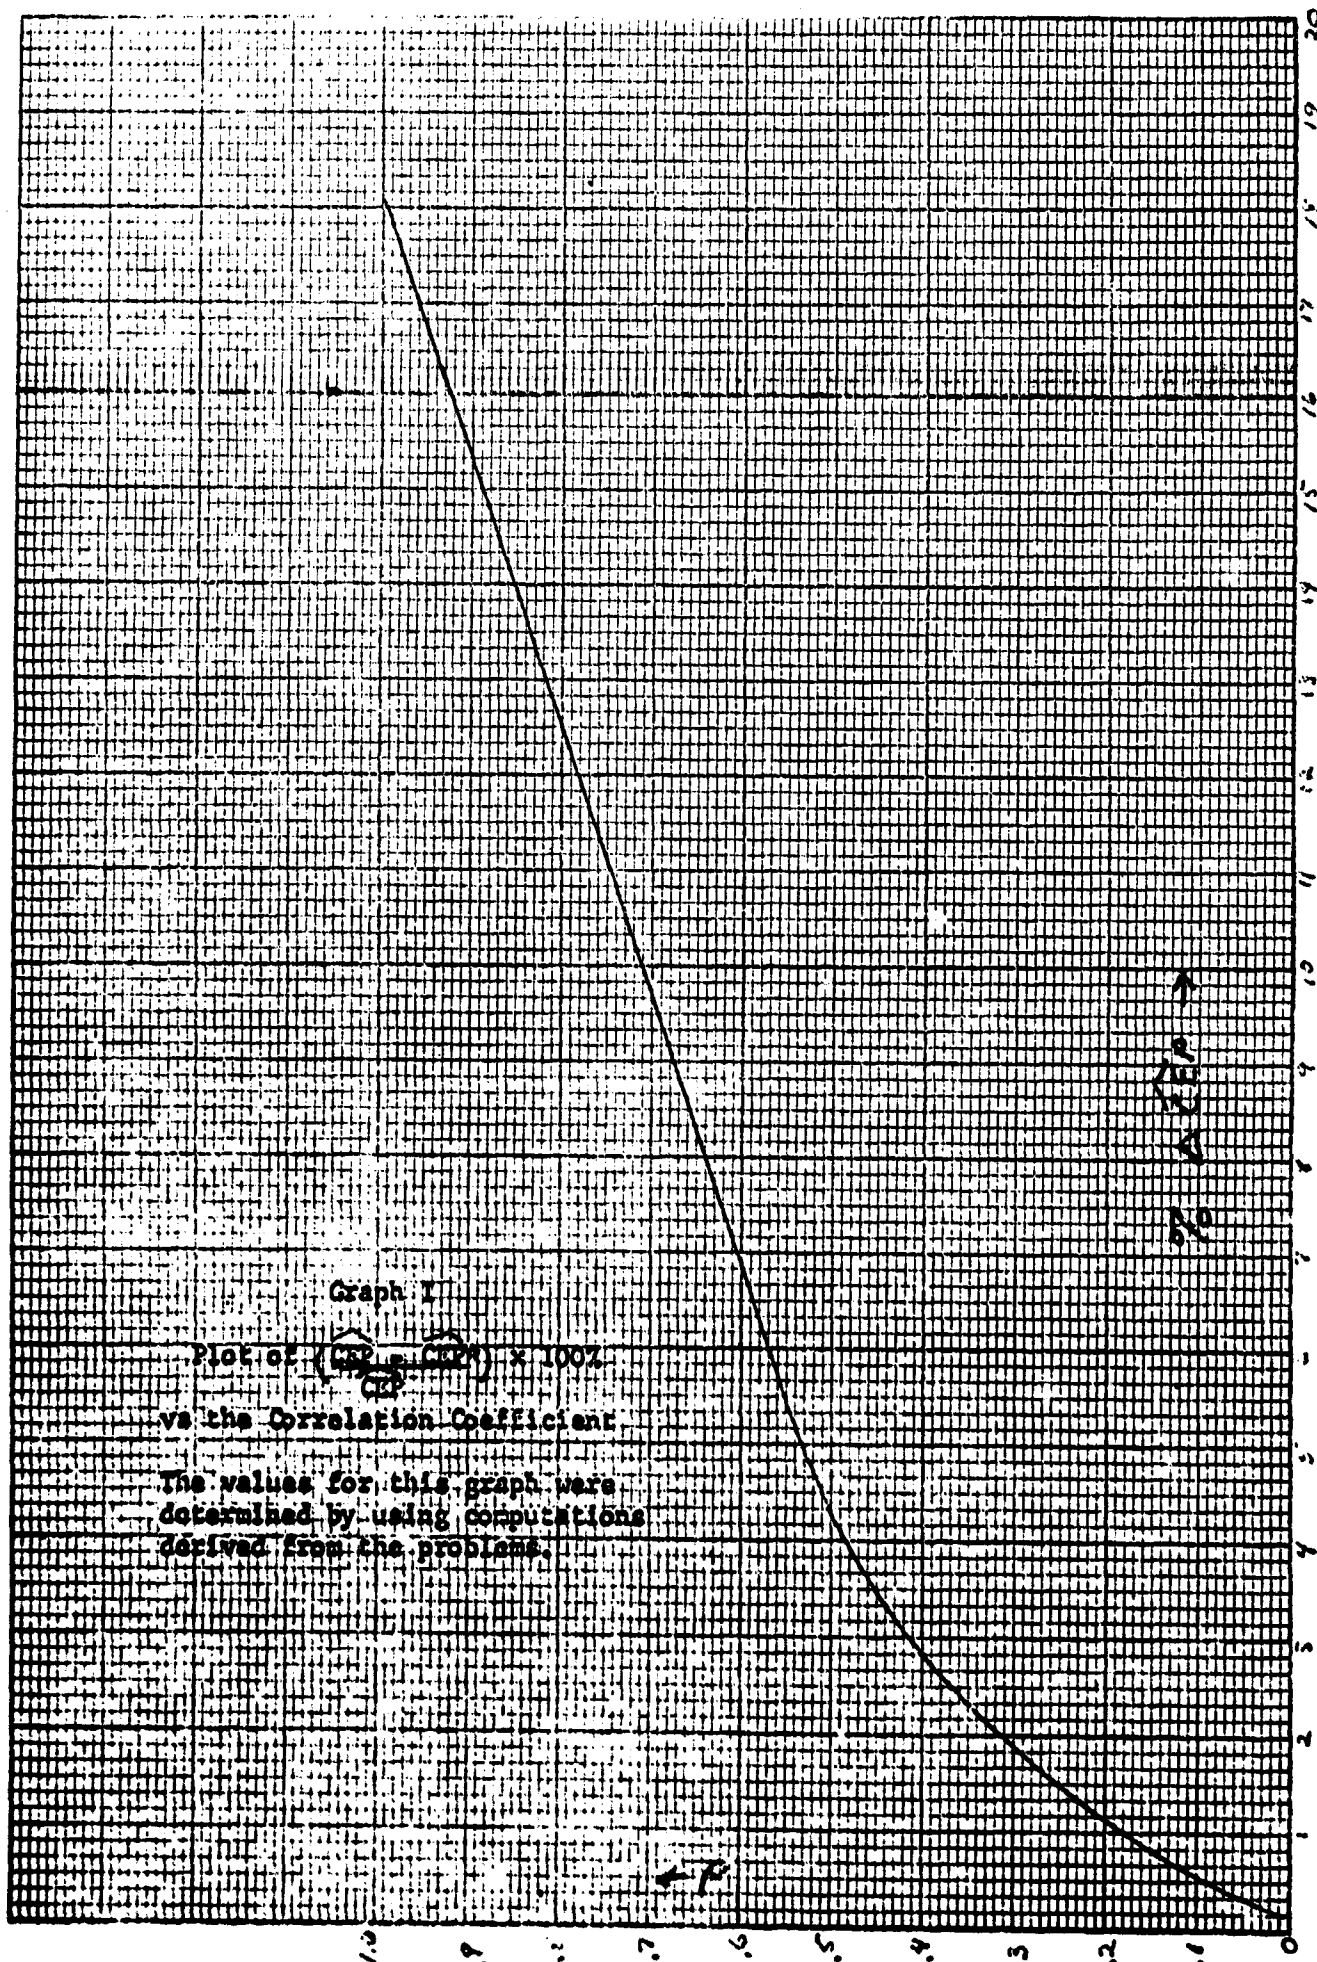 Graph I
Plot of (CEP - CEP*) × 100%
CEP
vs the Correlation Coefficient
The values for this graph were
determined by using computations
derived from the problems.
% Δ CEP →
← ρ
20
19
18
17
16
15
14
13
12
11
10
9
8
7
5
4
3
2
1
1.0 .9 .8 .7 .6 .5 .4 .3 .2 .1 0